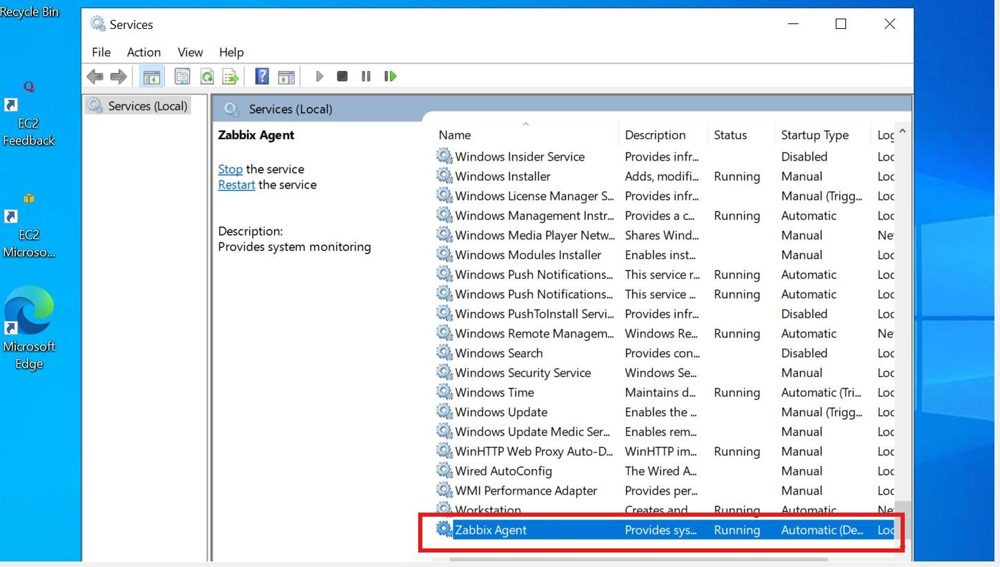 Recycle Bin
EC2
Feedback
EC2
Microso...
Microsoft
Edge
Services
File Action View Help
Services (Local)
Services (Local)
Zabbix Agent
Stop the service
Restart the service
Description:
Provides system monitoring
Name Description Status Startup Type Log
Windows Insider Service Provides infr... Disabled Loc
Windows Installer Adds, modifi... Running Manual Loc
Windows License Manager S... Provides infr... Manual (Trigg... Loc
Windows Management Instr... Provides a c... Running Automatic Loc
Windows Media Player Netw... Shares Wind... Manual Net
Windows Modules Installer Enables inst... Manual Loc
Windows Push Notifications... This service r... Running Automatic Loc
Windows Push Notifications... This service ... Running Automatic Loc
Windows PushToInstall Servi... Provides infr... Disabled Loc
Windows Remote Managem... Windows Re... Running Automatic Net
Windows Search Provides con... Disabled Loc
Windows Security Service Windows Se... Manual Loc
Windows Time Maintains d... Running Automatic (Tri... Loc
Windows Update Enables the ... Manual (Trigg... Loc
Windows Update Medic Ser... Enables rem... Manual Loc
WinHTTP Web Proxy Auto-D... WinHTTP im... Running Manual Loc
Wired AutoConfig The Wired A... Manual Loc
WMI Performance Adapter Provides per... Manual Loc
Workstation Creates and Running Automatic Net
Zabbix Agent Provides sys... Running Automatic (De... Loc